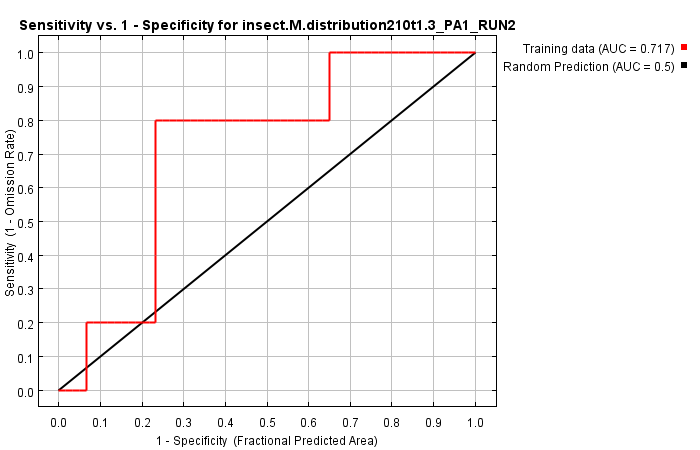 Sensitivity vs. 1 - Specificity for insect.M.distribution210t1.3_PA1_RUN2
Training data (AUC = 0.717)
Random Prediction (AUC = 0.5)
Sensitivity (1 - Omission Rate)
1.0
0.9
0.8
0.7
0.6
0.5
0.4
0.3
0.2
0.1
0.0
0.0 0.1 0.2 0.3 0.4 0.5 0.6 0.7 0.8 0.9 1.0
1 - Specificity (Fractional Predicted Area)